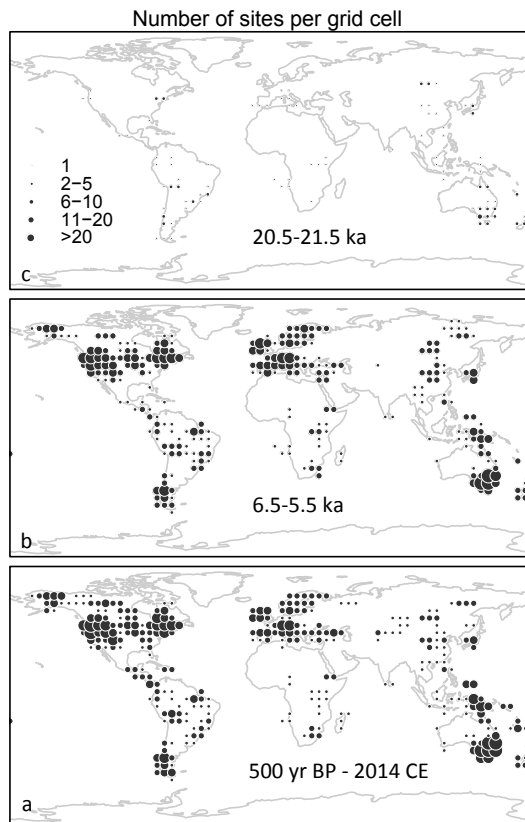 Number of sites per grid cell
1
2−5
6−10
11−20
>20
20.5-21.5 ka
c
6.5-5.5 ka
b
500 yr BP - 2014 CE
a